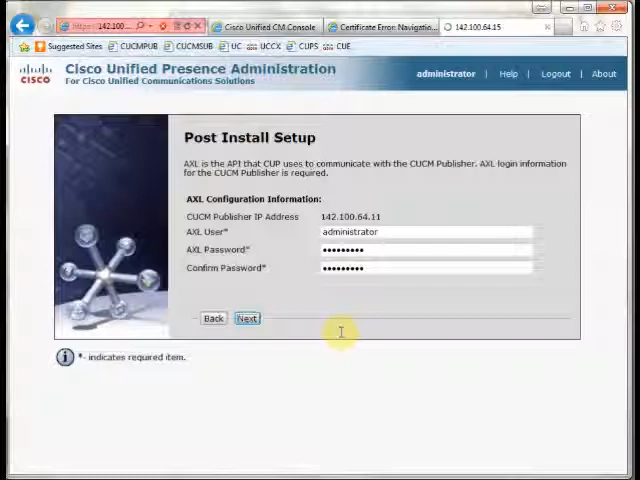 https://142.100...
Cisco Unified CM Console
Certificate Error: Navigatio...
142.100.64.15
Suggested Sites CUCMPUB CUCMSUB UC UCCX CUPS CUE
cisco
Cisco Unified Presence Administration
For Cisco Unified Communications Solutions
administrator | Help | Logout | About
Post Install Setup
AXL is the API that CUP uses to communicate with the CUCM Publisher. AXL login information
for the CUCM Publisher is required.
AXL Configuration Information:
CUCM Publisher IP Address 142.100.64.11
AXL User* administrator
AXL Password* •••••••••
Confirm Password* •••••••••
Back Next
*- indicates required item.